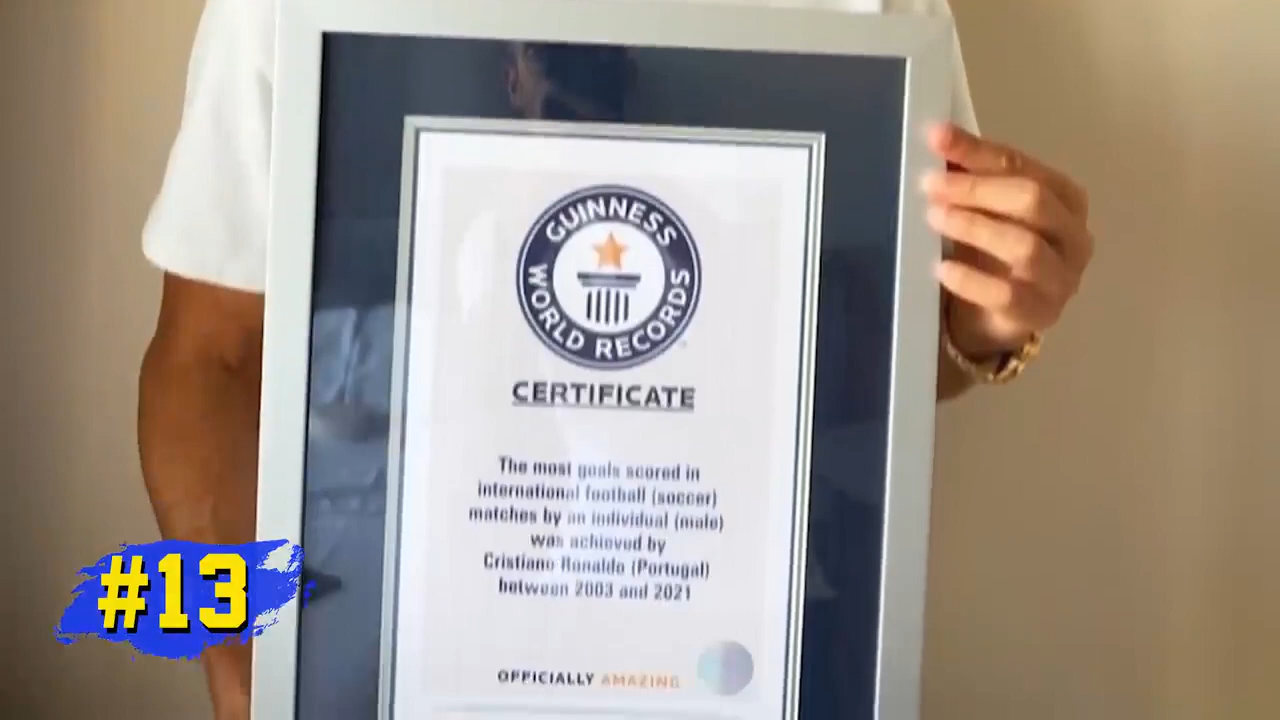 GUINNESS
WORLD RECORDS
CERTIFICATE
The most goals scored in
international football (soccer)
matches by an individual (male)
was achieved by
Cristiano Ronaldo (Portugal)
between 2003 and 2021
OFFICIALLY AMAZING
#13